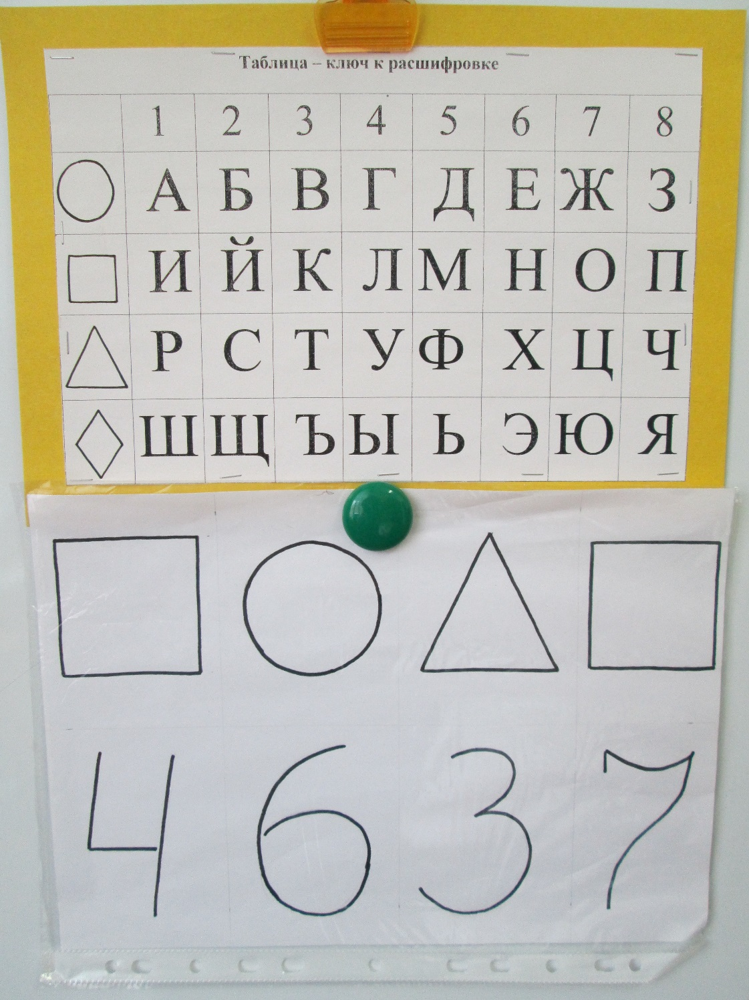 Таблица – ключ к расшифровке
1 2 3 4 5 6 7 8
А Б В Г Д Е Ж З
И Й К Л М Н О П
Р С Т У Ф Х Ц Ч
Ш Щ Ъ Ы Ь Э Ю Я
4 6 3 7